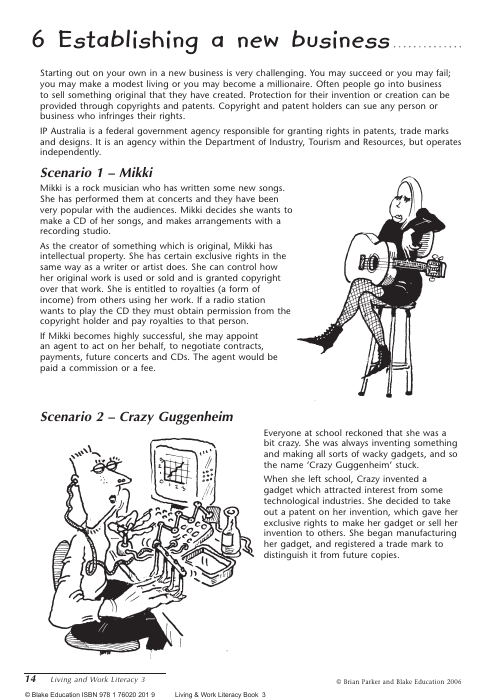 6 Establishing a new business..............
Starting out on your own in a new business is very challenging. You may succeed or you may fail;
you may make a modest living or you may become a millionaire. Often people go into business
to sell something original that they have created. Protection for their invention or creation can be
provided through copyrights and patents. Copyright and patent holders can sue any person or
business who infringes their rights.
IP Australia is a federal government agency responsible for granting rights in patents, trade marks
and designs. It is an agency within the Department of Industry, Tourism and Resources, but operates
independently.
Scenario 1 – Mikki
Mikki is a rock musician who has written some new songs.
She has performed them at concerts and they have been
very popular with the audiences. Mikki decides she wants to
make a CD of her songs, and makes arrangements with a
recording studio.
As the creator of something which is original, Mikki has
intellectual property. She has certain exclusive rights in the
same way as a writer or artist does. She can control how
her original work is used or sold and is granted copyright
over that work. She is entitled to royalties (a form of
income) from others using her work. If a radio station
wants to play the CD they must obtain permission from the
copyright holder and pay royalties to that person.
If Mikki becomes highly successful, she may appoint
an agent to act on her behalf, to negotiate contracts,
payments, future concerts and CDs. The agent would be
paid a commission or a fee.
Scenario 2 – Crazy Guggenheim
Everyone at school reckoned that she was a
bit crazy. She was always inventing something
and making all sorts of wacky gadgets, and so
the name ‘Crazy Guggenheim’ stuck.
When she left school, Crazy invented a
gadget which attracted interest from some
technological industries. She decided to take
out a patent on her invention, which gave her
exclusive rights to make her gadget or sell her
invention to others. She began manufacturing
her gadget, and registered a trade mark to
distinguish it from future copies.
14 Living and Work Literacy 3
© Brian Parker and Blake Education 2006
© Blake Education ISBN 978 1 76020 201 9 Living & Work Literacy Book 3